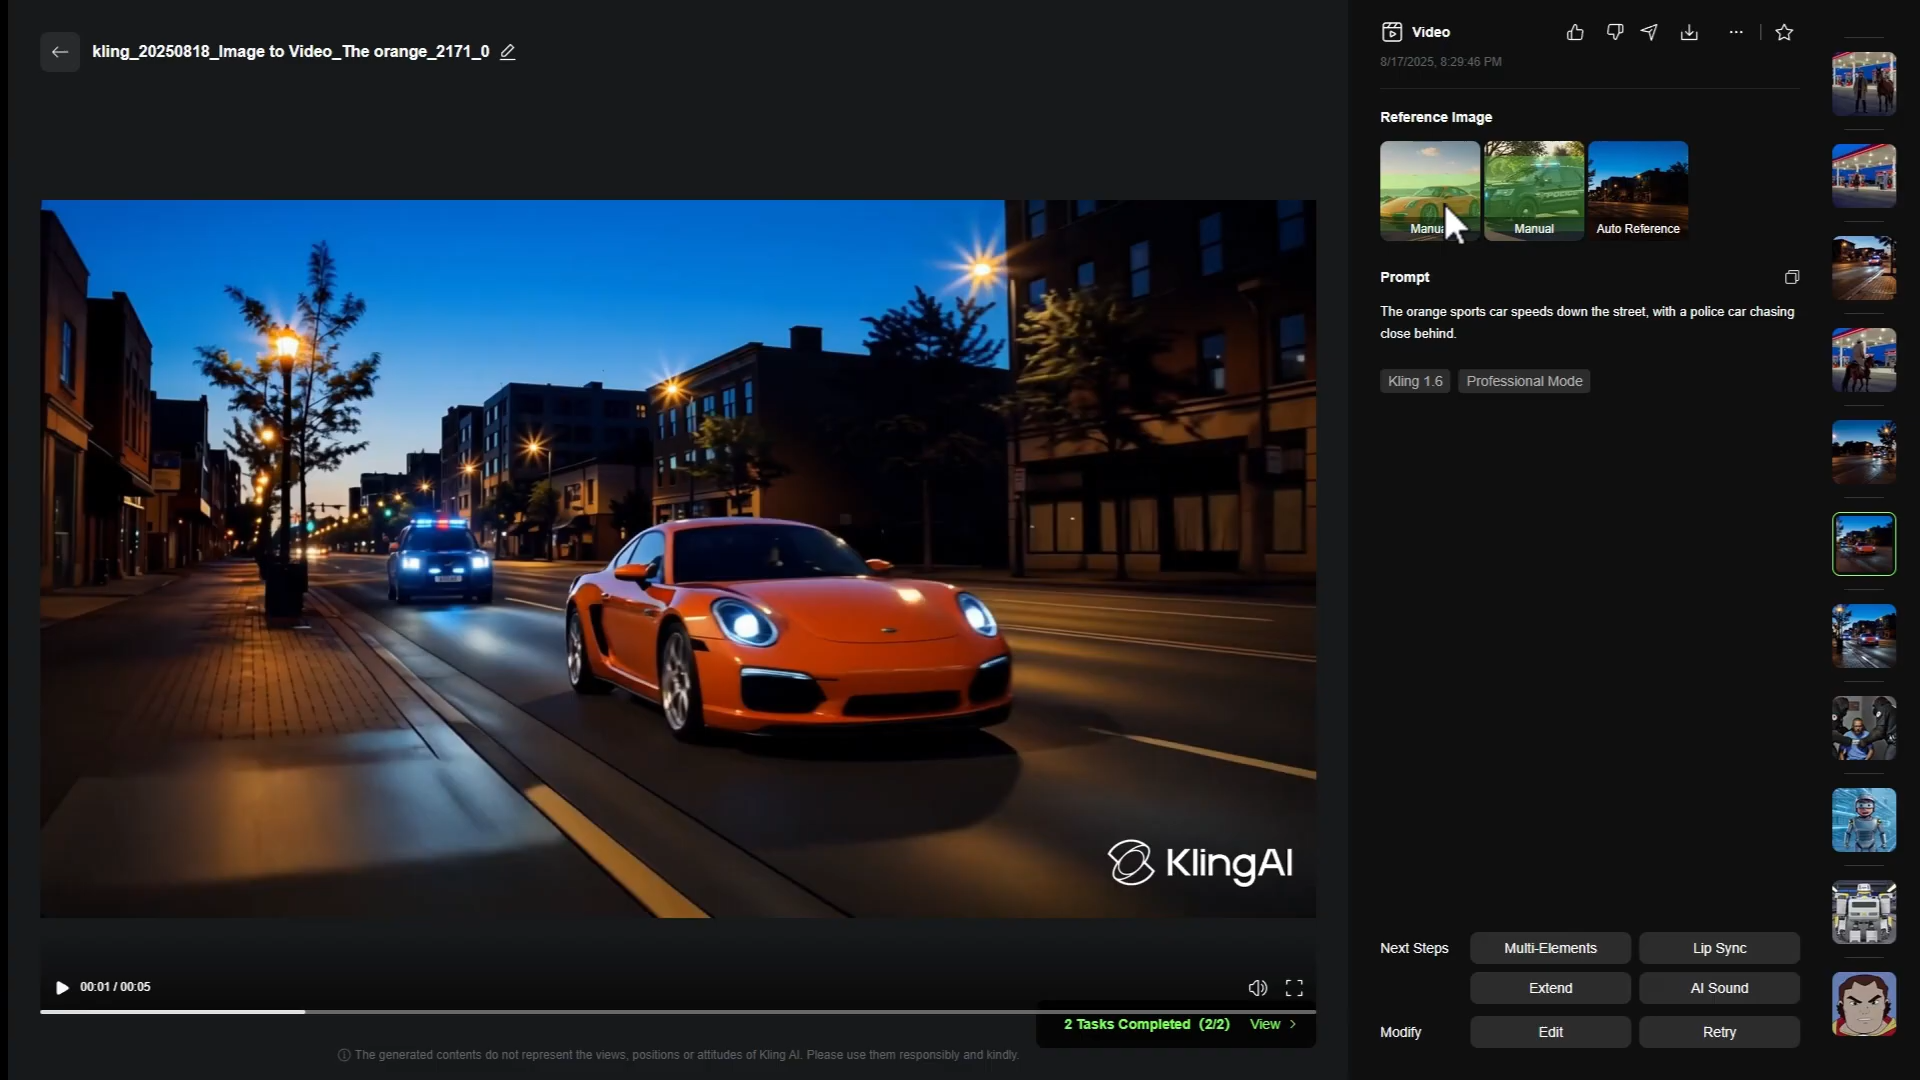 kling_20250818_Image to Video_The orange_2171_0
Video
8/17/2025, 8:29:46 PM
Reference Image
Manual
Manual
Auto Reference
POLICE
Prompt
The orange sports car speeds down the street, with a police car chasing
close behind.
Kling 1.6
Professional Mode
KlingAI
00:01 / 00:05
2 Tasks Completed (2/2)
View
The generated contents do not represent the views, positions or attitudes of Kling AI. Please use them responsibly and kindly.
Next Steps
Multi-Elements
Lip Sync
Extend
AI Sound
Modify
Edit
Retry